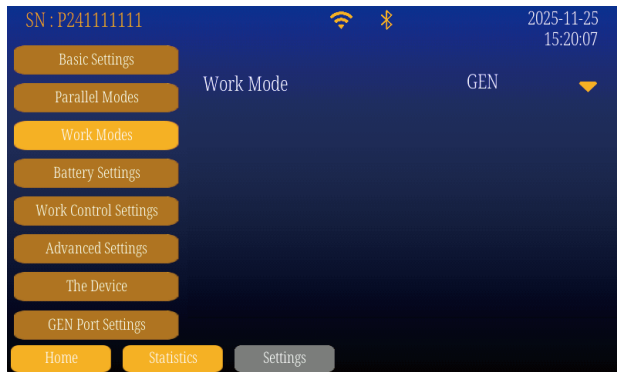 SN : P241111111
2025-11-25
15:20:07
Basic Settings
Parallel Modes
Work Modes
Battery Settings
Work Control Settings
Advanced Settings
The Device
GEN Port Settings
Work Mode GEN
Home Statistics Settings